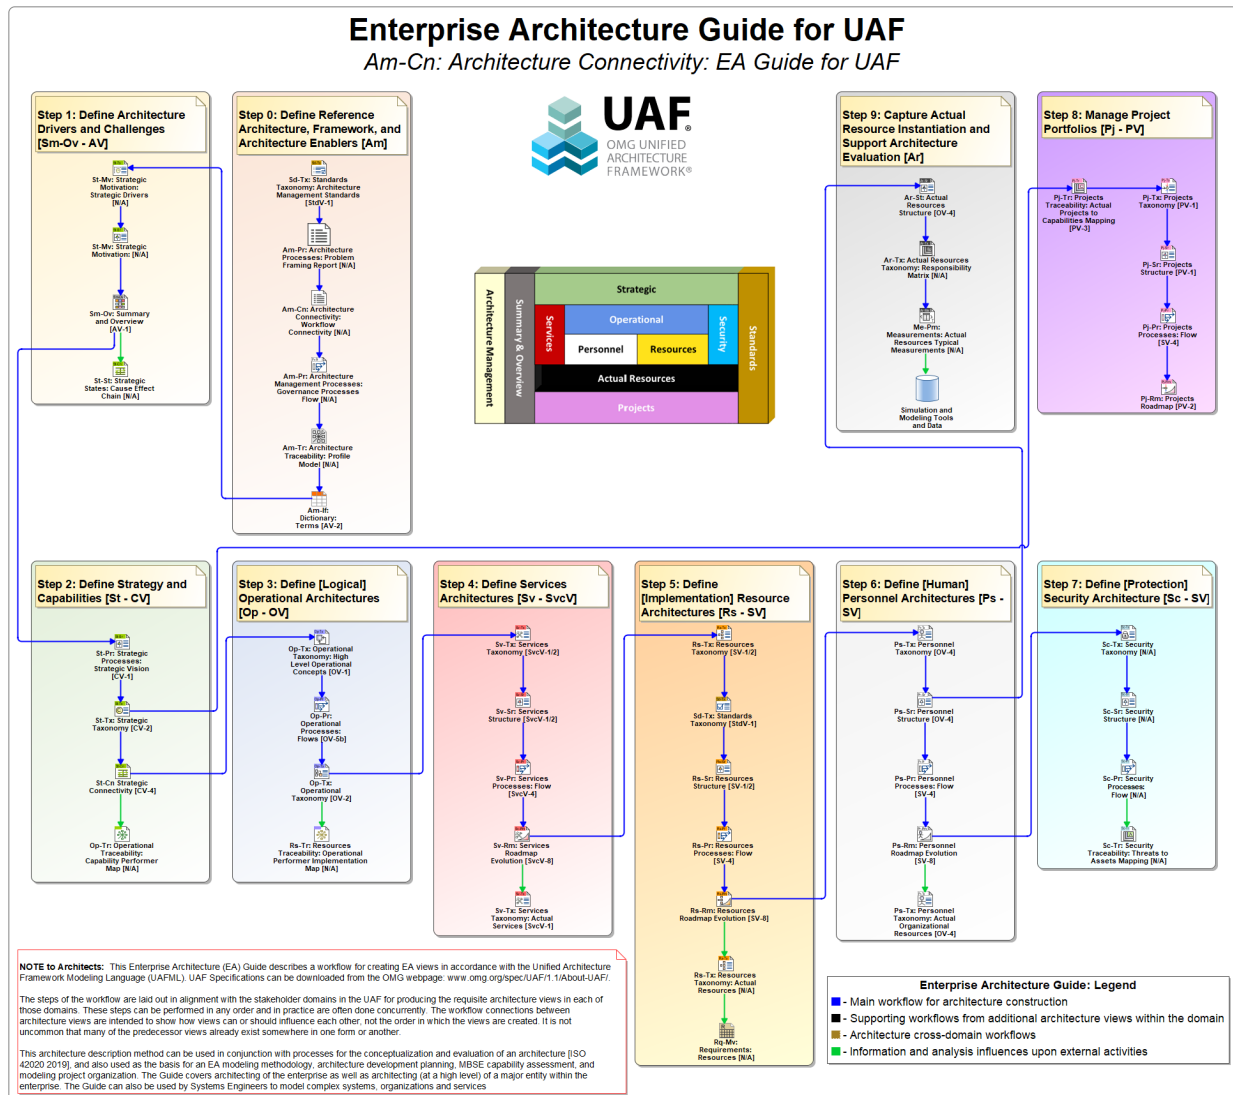 Enterprise Architecture Guide for UAF
Am-Cn: Architecture Connectivity: EA Guide for UAF
Step 1: Define Architecture
Drivers and Challenges
[Sm-Ov - AV]
St-Mv: Strategic
Motivation:
Strategic Drivers
[N/A]
St-Mv: Strategic
Motivation: [N/A]
Sm-Ov: Summary
and Overview
[AV-1]
St-St: Strategic
States: Cause Effect
Chain [N/A]
Step 0: Define Reference
Architecture, Framework, and
Architecture Enablers [Am]
Sd-Tx: Standards
Taxonomy: Architecture
Management Standards
[StdV-1]
Am-Pr: Architecture
Processes: Problem
Framing Report [N/A]
Am-Cn: Architecture
Connectivity:
Workflow
Connectivity [N/A]
Am-Pr: Architecture
Management Processes:
Governance Processes
Flow [N/A]
Am-Tr: Architecture
Traceability: Profile
Model [N/A]
Am-If:
Dictionary:
Terms [AV-2]
UAF®
OMG UNIFIED
ARCHITECTURE
FRAMEWORK®
Architecture Management
Summary & Overview
Strategic
Services
Operational
Personnel
Resources
Security
Actual Resources
Projects
Standards
Step 9: Capture Actual
Resource Instantiation and
Support Architecture
Evaluation [Ar]
Ar-St: Actual
Resources
Structure [OV-4]
Ar-Tx: Actual Resources
Taxonomy: Responsibility
Matrix [N/A]
Me-Pm:
Measurements: Actual
Resources Typical
Measurements [N/A]
Simulation and
Modeling Tools
and Data
Step 8: Manage Project
Portfolios [Pj - PV]
Pj-Tr: Projects
Traceability: Actual
Projects to
Capabilities Mapping
[PV-3]
Pj-Tx: Projects
Taxonomy [PV-1]
Pj-Sr: Projects
Structure [PV-1]
Pj-Pr: Projects
Processes: Flow
[SV-4]
Pj-Rm: Projects
Roadmap [PV-2]
Step 2: Define Strategy and
Capabilities [St - CV]
St-Pr: Strategic
Processes:
Strategic Vision
[CV-1]
St-Tx: Strategic
Taxonomy [CV-2]
St-Cn Strategic
Connectivity [CV-4]
Op-Tr: Operational
Traceability:
Capability Performer
Map [N/A]
Step 3: Define [Logical]
Operational Architectures
[Op - OV]
Op-Tx: Operational
Taxonomy: High
Level Operational
Concepts [OV-1]
Op-Pr:
Operational
Processes:
Flows [OV-5b]
Op-Tx:
Operational
Taxonomy [OV-2]
Rs-Tr: Resources
Traceability: Operational
Performer Implementation
Map [N/A]
Step 4: Define Services
Architectures [Sv - SvcV]
Sv-Tx: Services
Taxonomy [SvcV-1/2]
Sv-Sr: Services
Structure [SvcV-1/2]
Sv-Pr: Services
Processes: Flow
[SvcV-4]
Sv-Rm: Services
Roadmap
Evolution [SvcV-8]
Sv-Tx: Services
Taxonomy: Actual
Services [SvcV-1]
Step 5: Define
[Implementation] Resource
Architectures [Rs - SV]
Rs-Tx: Resources
Taxonomy [SV-1/2]
Sd-Tx: Standards
Taxonomy [StdV-1]
Rs-Sr: Resources
Structure [SV-1/2]
Rs-Pr: Resources
Processes: Flow
[SV-4]
Rs-Rm: Resources
Roadmap Evolution [SV-8]
Rs-Tx: Resources
Taxonomy: Actual
Resources [N/A]
Rq-Mv:
Requirements:
Resources [N/A]
Step 6: Define [Human]
Personnel Architectures [Ps -
SV]
Ps-Tx: Personnel
Taxonomy [OV-4]
Ps-Sr: Personnel
Structure [OV-4]
Ps-Pr: Personnel
Processes: Flow
[SV-4]
Ps-Rm: Personnel
Roadmap Evolution
[SV-8]
Ps-Tx: Personnel
Taxonomy: Actual
Organizational
Resources [OV-4]
Step 7: Define [Protection]
Security Architecture [Sc - SV]
Sc-Tx: Security
Taxonomy [N/A]
Sc-Sr: Security
Structure [N/A]
Sc-Pr: Security
Processes:
Flow [N/A]
Sc-Tr: Security
Traceability: Threats to
Assets Mapping [N/A]
NOTE to Architects: This Enterprise Architecture (EA) Guide describes a workflow for creating EA views in accordance with the Unified Architecture
Framework Modeling Language (UAFML). UAF Specifications can be downloaded from the OMG webpage: www.omg.org/spec/UAF/1.1/About-UAF/.
The steps of the workflow are laid out in alignment with the stakeholder domains in the UAF for producing the requisite architecture views in each of
those domains. These steps can be performed in any order and in practice are often done concurrently. The workflow connections between
architecture views are intended to show how views can or should influence each other, not the order in which the views are created. It is not
uncommon that many of the predecessor views already exist somewhere in one form or another.
This architecture description method can be used in conjunction with processes for the conceptualization and evaluation of an architecture [ISO
42020 2019], and also used as the basis for an EA modeling methodology, architecture development planning, MBSE capability assessment, and
modeling project organization. The Guide covers architecting of the enterprise as well as architecting (at a high level) of a major entity within the
enterprise. The Guide can also be used by Systems Engineers to model complex systems, organizations and services
Enterprise Architecture Guide: Legend
- Main workflow for architecture construction
- Supporting workflows from additional architecture views within the domain
- Architecture cross-domain workflows
- Information and analysis influences upon external activities